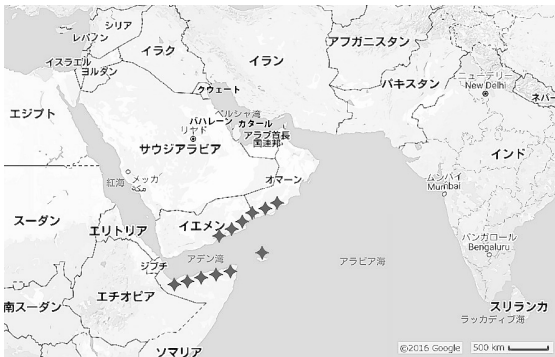 シリア
レバノン
イラク
イラン
アフガニスタン
イスラエル
ヨルダン
パキスタン
ニューデリー
New Delhi
ネパ
クウェート
エジプト
ペルシャ湾
バハレーン
カタール
リヤド
アラブ首長
国連邦
サウジアラビア
インド
紅海
メッカ
مكة
オマーン
ムンバイ
Mumbai
スーダン
エリトリア
イエメン
バンガロール
Bengaluru
アデン湾
アラビア海
ジブチ
エチオピア
南スーダン
スリランカ
ラッカディブ海
ソマリア
©2016 Google
500 km